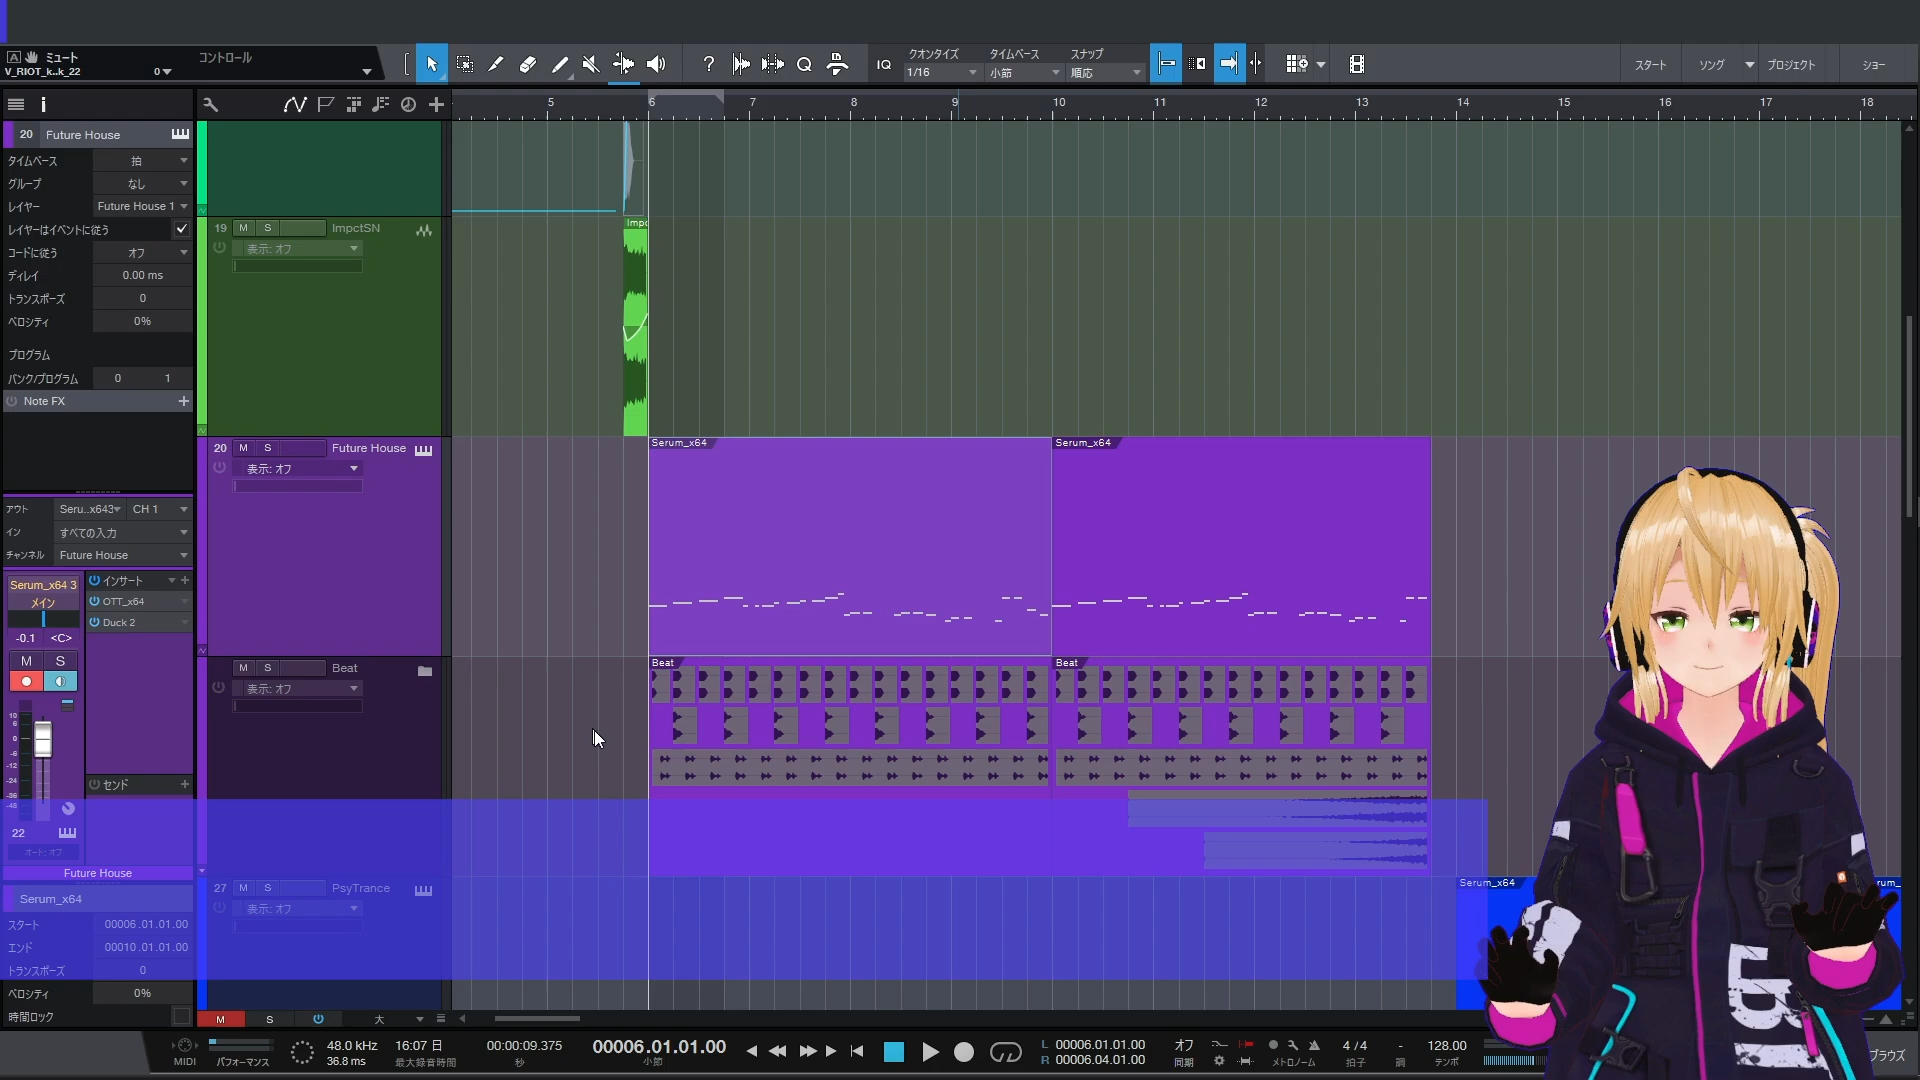 ミュート
コントロール
V_RIOT_k..k_22
0
IQ
クオンタイズ
1/16
タイムベース
小節
スナップ
順応
スタート
ソング
プロジェクト
ショー
5
6
7
8
9
10
11
12
13
14
15
16
17
18
20 Future House
タイムベース 拍
グループ なし
レイヤー Future House 1
レイヤーはイベントに従う
コードに従う オフ
ディレイ 0.00 ms
トランスポーズ 0
ベロシティ 0%
プログラム
バンク/プログラム 0 1
Note FX
アウト Seru..x643 CH 1
イン すべての入力
チャンネル Future House
Serum_x64 3
メイン
-0.1 <C>
M S
インサート
OTT_x64
Duck 2
センド
22
オート: オフ
Future House
Serum_x64
スタート 00006.01.01.00
エンド 00010.01.01.00
トランスポーズ 0
ベロシティ 0%
時間ロック
19 M S ImpctSN
表示: オフ
20 M S Future House
表示: オフ
M S Beat
表示: オフ
27 M S PsyTrance
表示: オフ
Impc
Serum_x64
Serum_x64
Beat
Beat
Serum_x64
rum_
M S 大
MIDI
パフォーマンス
48.0 kHz
36.8 ms
16:07 日
最大録音時間
00:00:09.375
秒
00006.01.01.00
小節
L 00006.01.01.00
R 00006.04.01.00
オフ
同期
メトロノーム
4 / 4
拍子
-
調
128.00
テンポ
ブラウズ